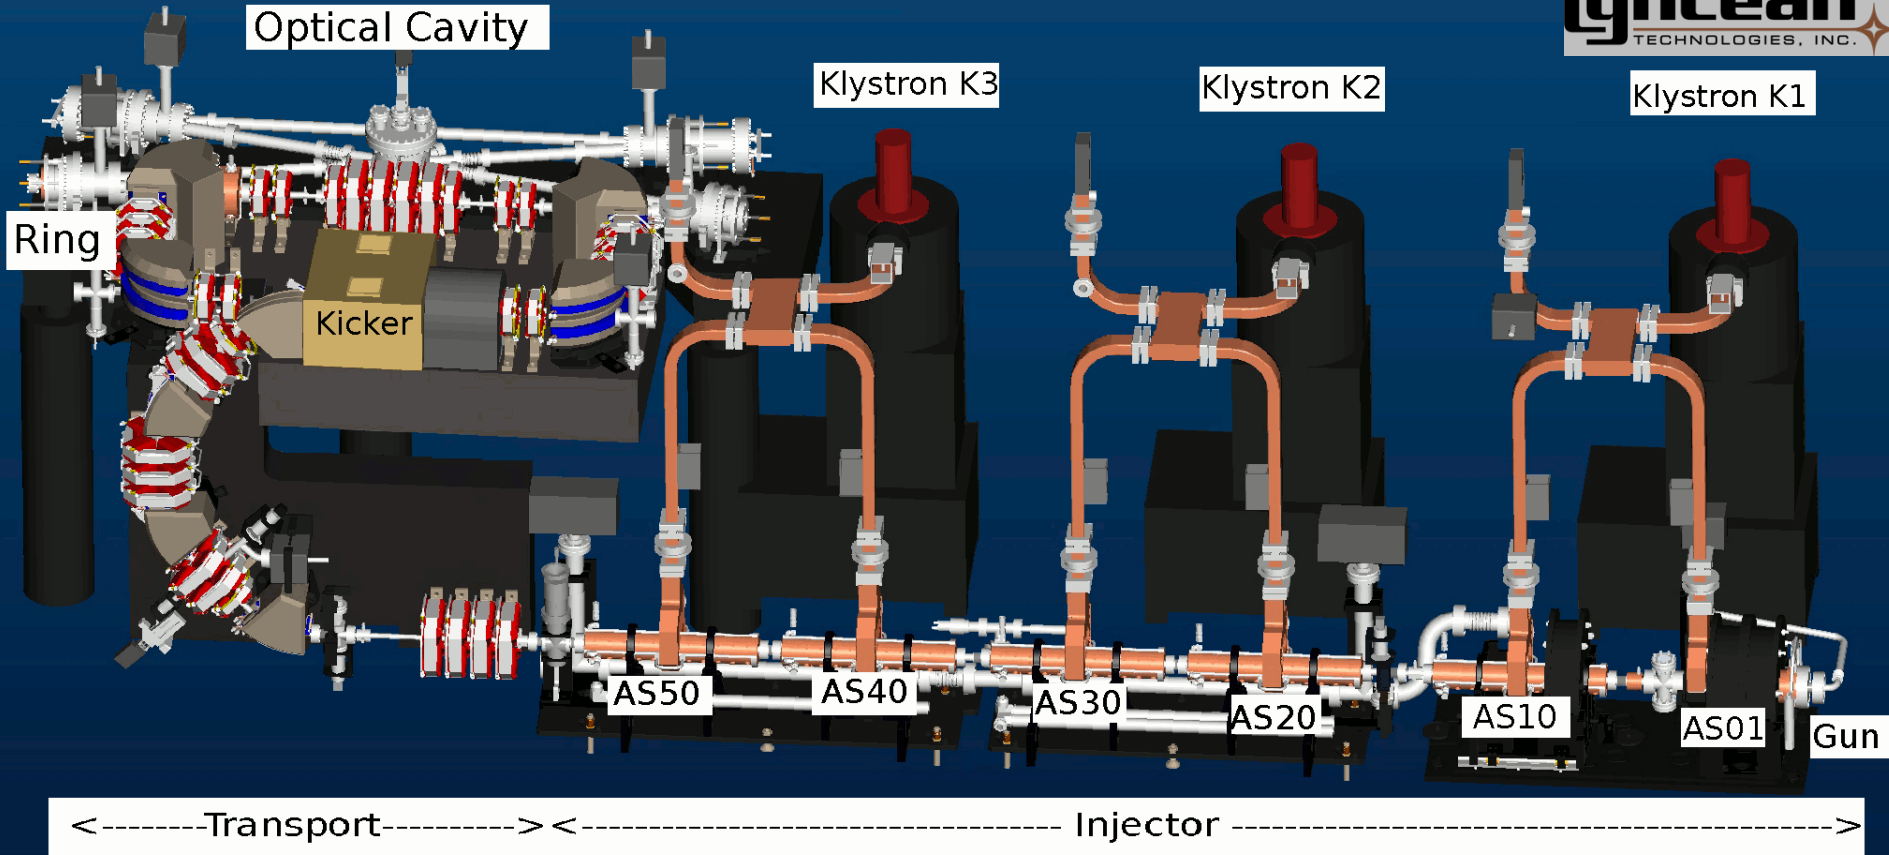 Optical Cavity
lyncean
TECHNOLOGIES, INC.
Klystron K3
Klystron K2
Klystron K1
Ring
Kicker
AS50
AS40
AS30
AS20
AS10
AS01
Gun
<--------Transport----------><----------------------------- Injector ------------------------------------>